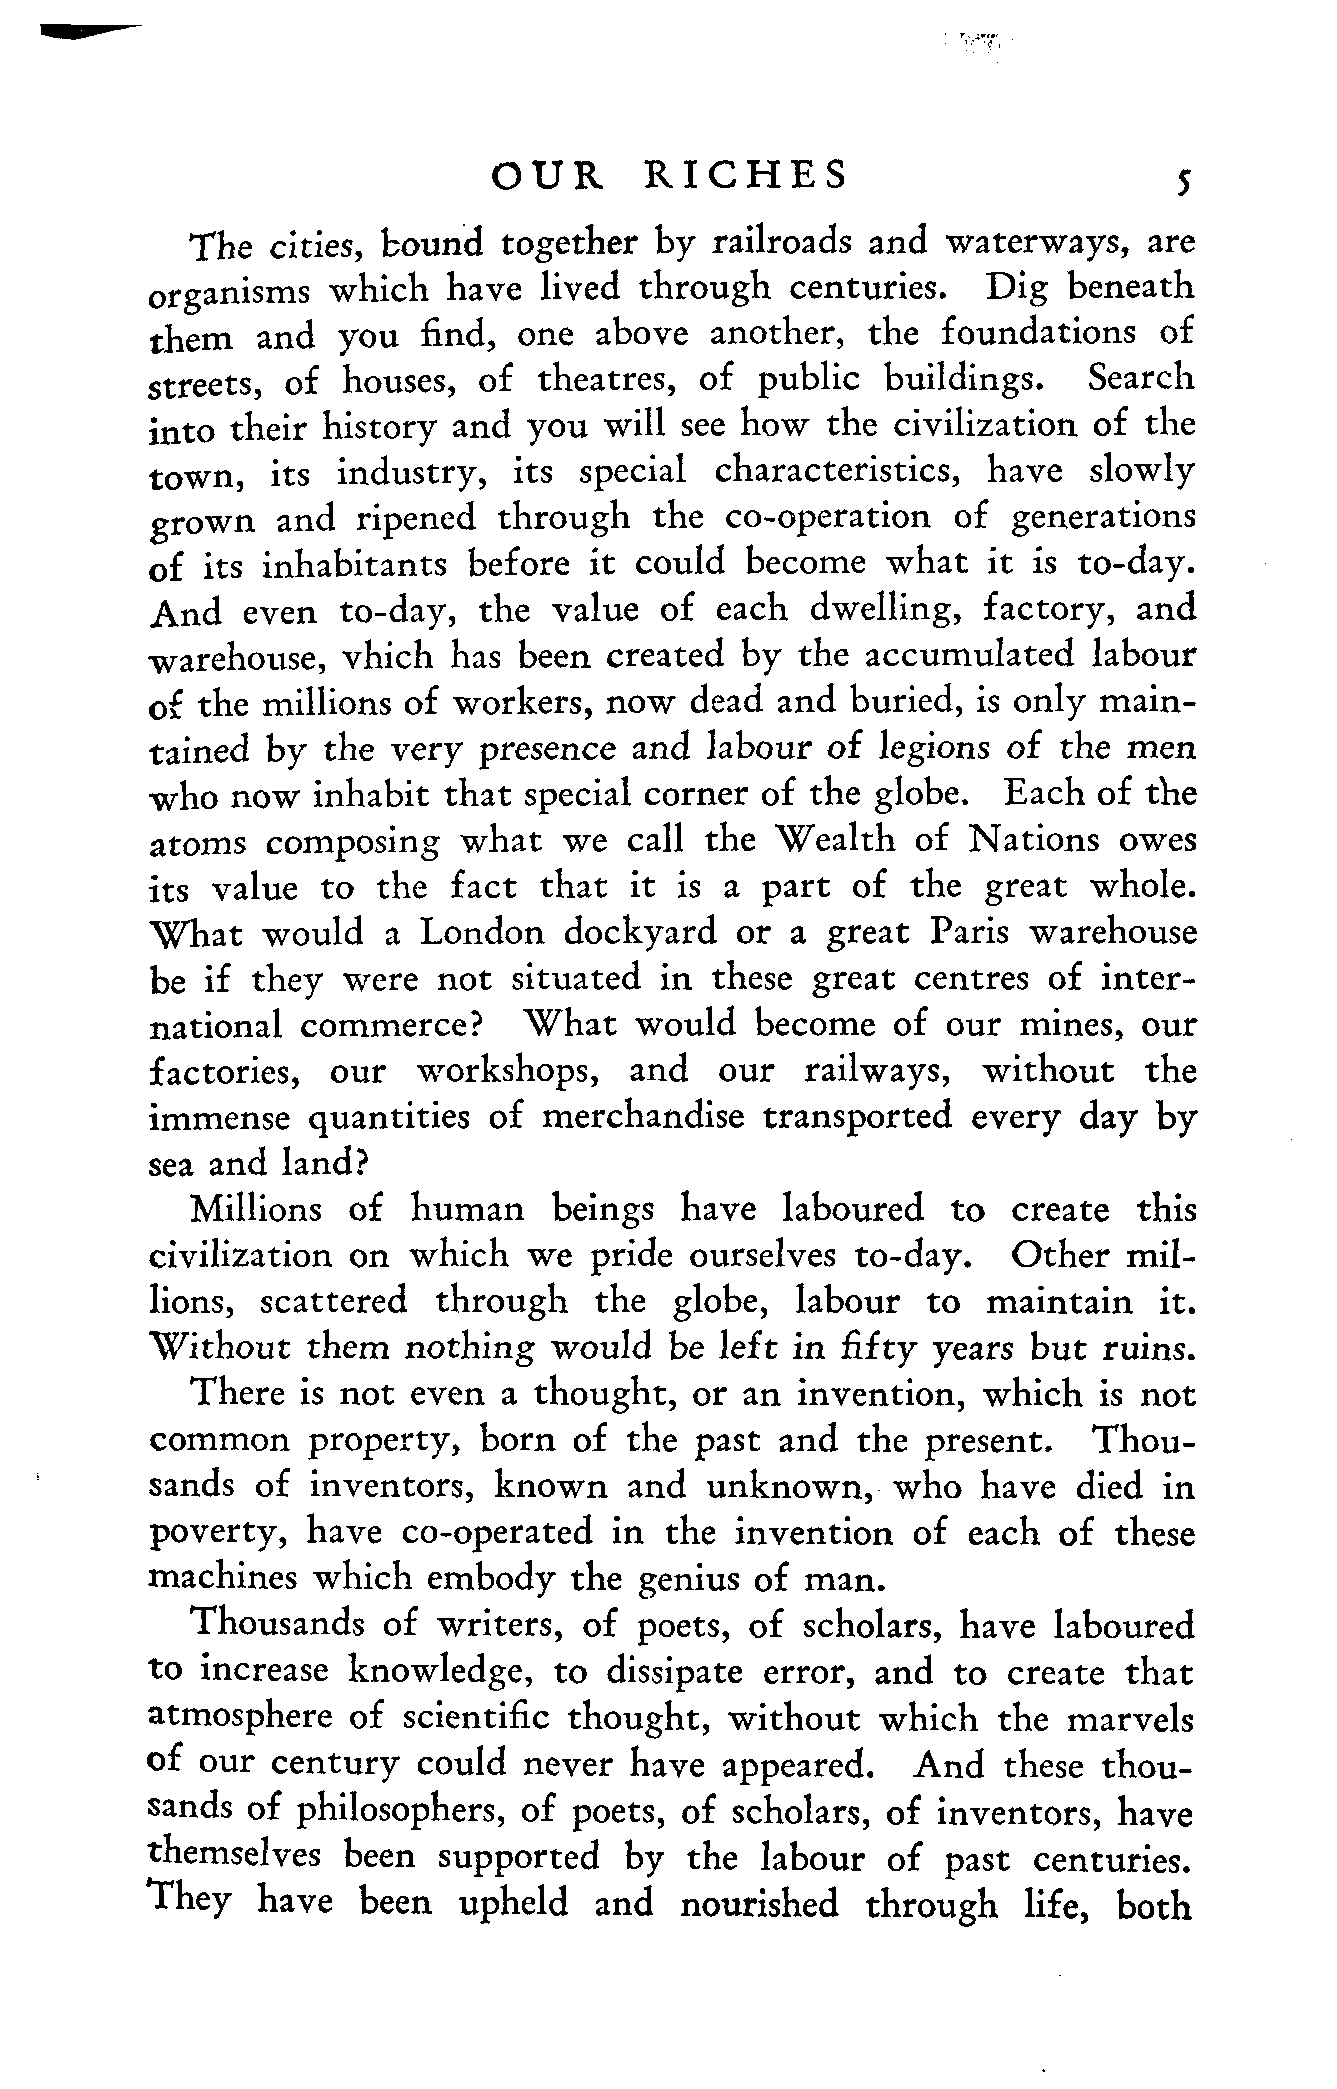 OUR RICHES 5
The cities, bound together by railroads and waterways, are
organisms which have lived through centuries. Dig beneath
them and you find, one above another, the foundations of
streets, of houses, of theatres, of public buildings. Search
into their history and you will see how the civilization of the
town, its industry, its special characteristics, have slowly
grown and ripened through the co-operation of generations
of its inhabitants before it could become what it is to-day.
And even to-day, the value of each dwelling, factory, and
warehouse, vhich has been created by the accumulated labour
of the millions of workers, now dead and buried, is only main-
tained by the very presence and labour of legions of the men
who now inhabit that special corner of the globe. Each of the
atoms composing what we call the Wealth of Nations owes
its value to the fact that it is a part of the great whole.
What would a London dockyard or a great Paris warehouse
be if they were not situated in these great centres of inter-
national commerce? What would become of our mines, our
factories, our workshops, and our railways, without the
immense quantities of merchandise transported every day by
sea and land?
Millions of human beings have laboured to create this
civilization on which we pride ourselves to-day. Other mil-
lions, scattered through the globe, labour to maintain it.
Without them nothing would be left in fifty years but ruins.
There is not even a thought, or an invention, which is not
common property, born of the past and the present. Thou-
sands of inventors, known and unknown, who have died in
poverty, have co-operated in the invention of each of these
machines which embody the genius of man.
Thousands of writers, of poets, of scholars, have laboured
to increase knowledge, to dissipate error, and to create that
atmosphere of scientific thought, without which the marvels
of our century could never have appeared. And these thou-
sands of philosophers, of poets, of scholars, of inventors, have
themselves been supported by the labour of past centuries.
They have been upheld and nourished through life, both